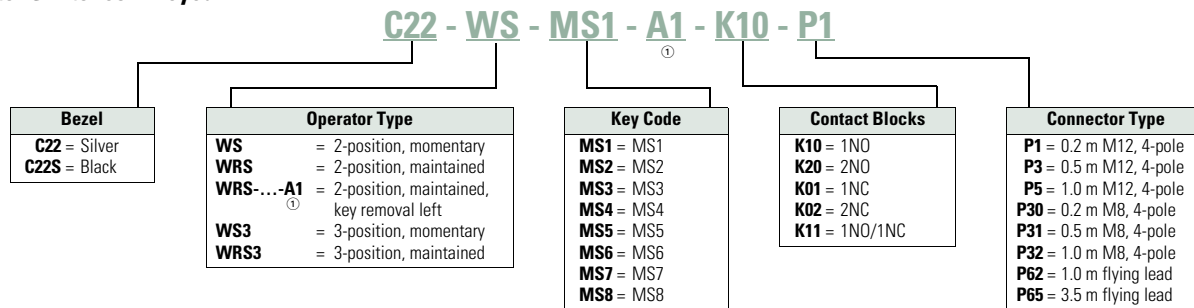 C22 - WS - MS1 - A1 - K10 - P1
①
Bezel
C22 = Silver
C22S = Black
Operator Type
WS = 2-position, momentary
WRS = 2-position, maintained
WRS-...-A1 = 2-position, maintained,
① key removal left
WS3 = 3-position, momentary
WRS3 = 3-position, maintained
Key Code
MS1 = MS1
MS2 = MS2
MS3 = MS3
MS4 = MS4
MS5 = MS5
MS6 = MS6
MS7 = MS7
MS8 = MS8
Contact Blocks
K10 = 1NO
K20 = 2NO
K01 = 1NC
K02 = 2NC
K11 = 1NO/1NC
Connector Type
P1 = 0.2 m M12, 4-pole
P3 = 0.5 m M12, 4-pole
P5 = 1.0 m M12, 4-pole
P30 = 0.2 m M8, 4-pole
P31 = 0.5 m M8, 4-pole
P32 = 1.0 m M8, 4-pole
P62 = 1.0 m flying lead
P65 = 3.5 m flying lead